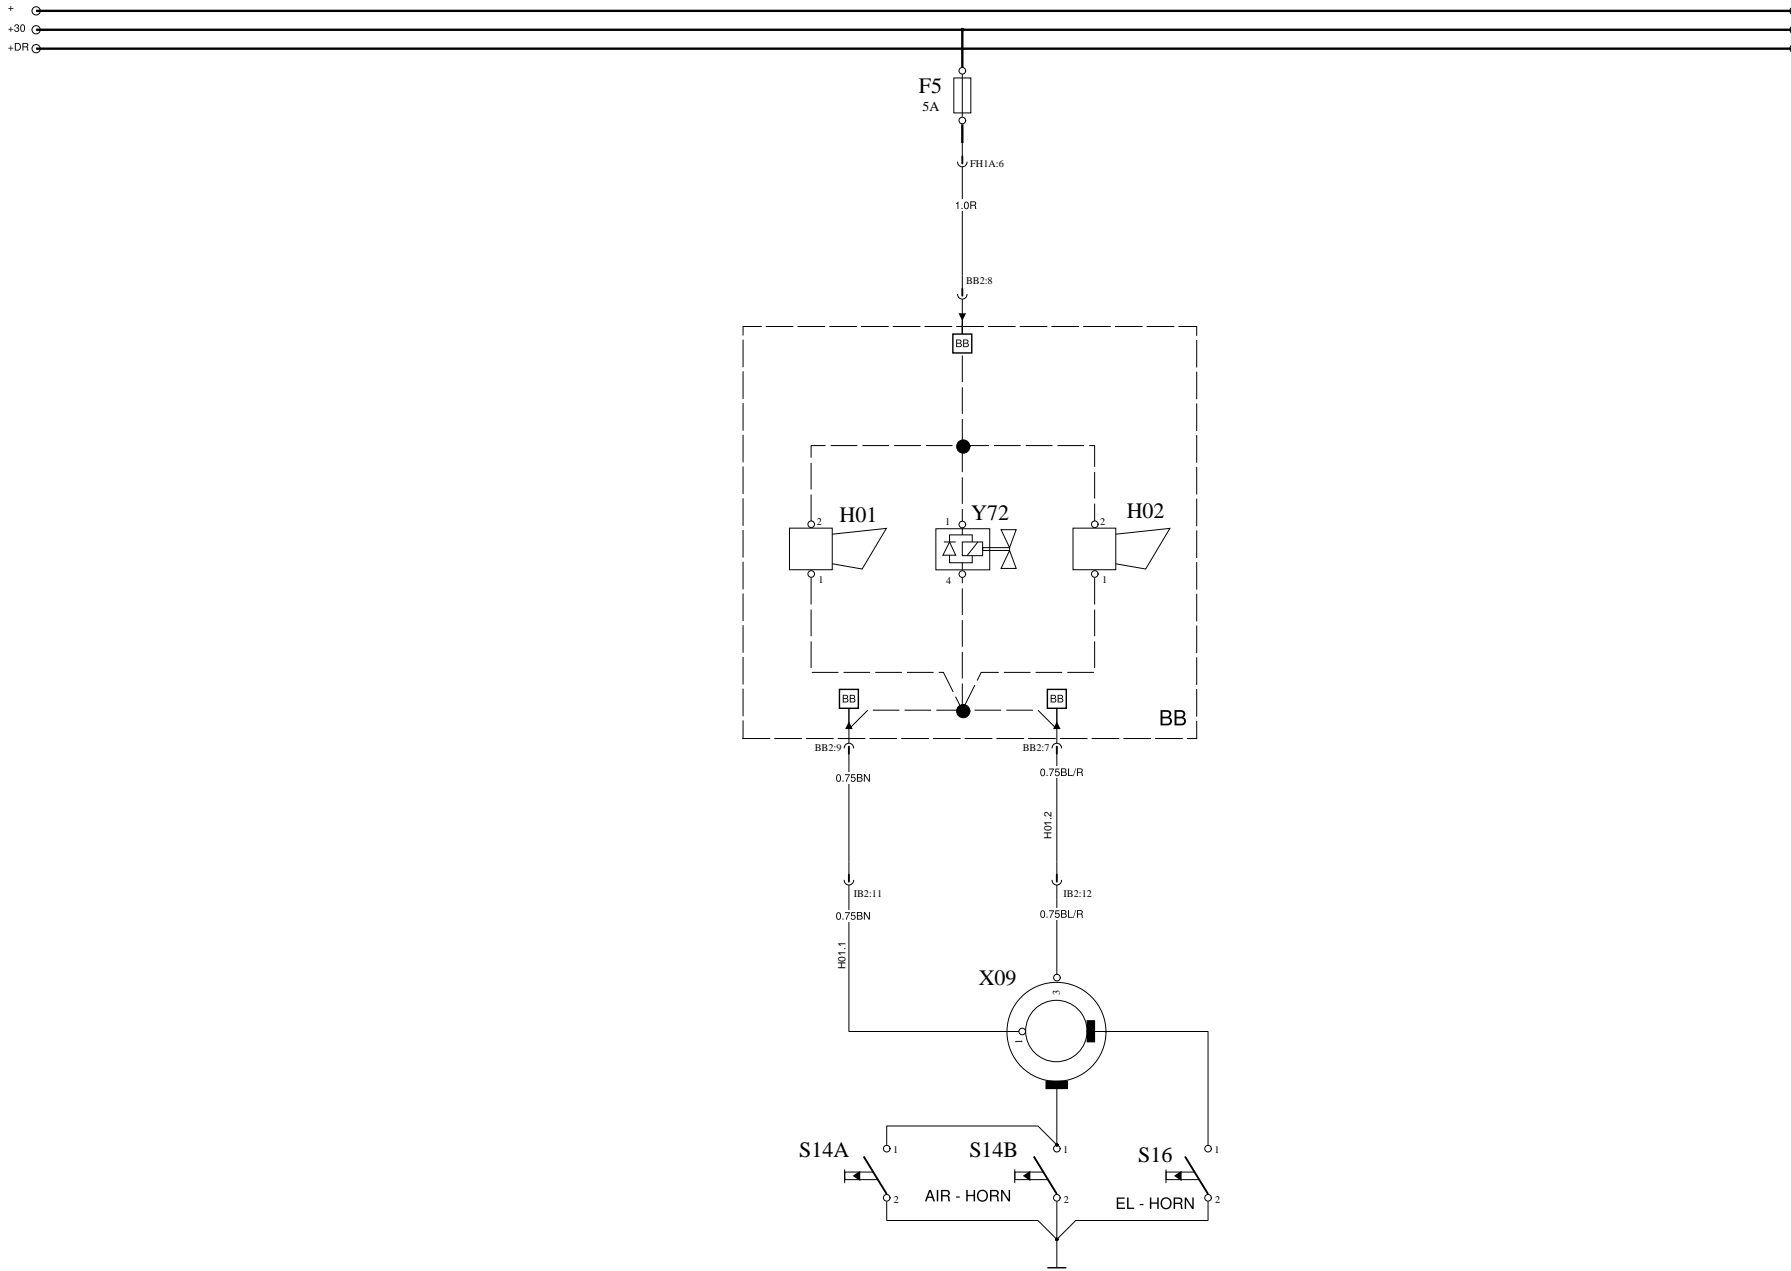 +
+30
+DR
F5
5A
FH1A:6
1.0R
BB2:8
BB
H01
Y72
H02
2
1
2
1
4
1
BB
BB
BB
BB2:9
BB2:7
0.75BN
0.75BL/R
H01.2
IB2:11
IB2:12
0.75BN
0.75BL/R
H01.1
X09
3
1
S14A
1
S14B
1
S16
1
AIR - HORN
EL - HORN
2
2
2